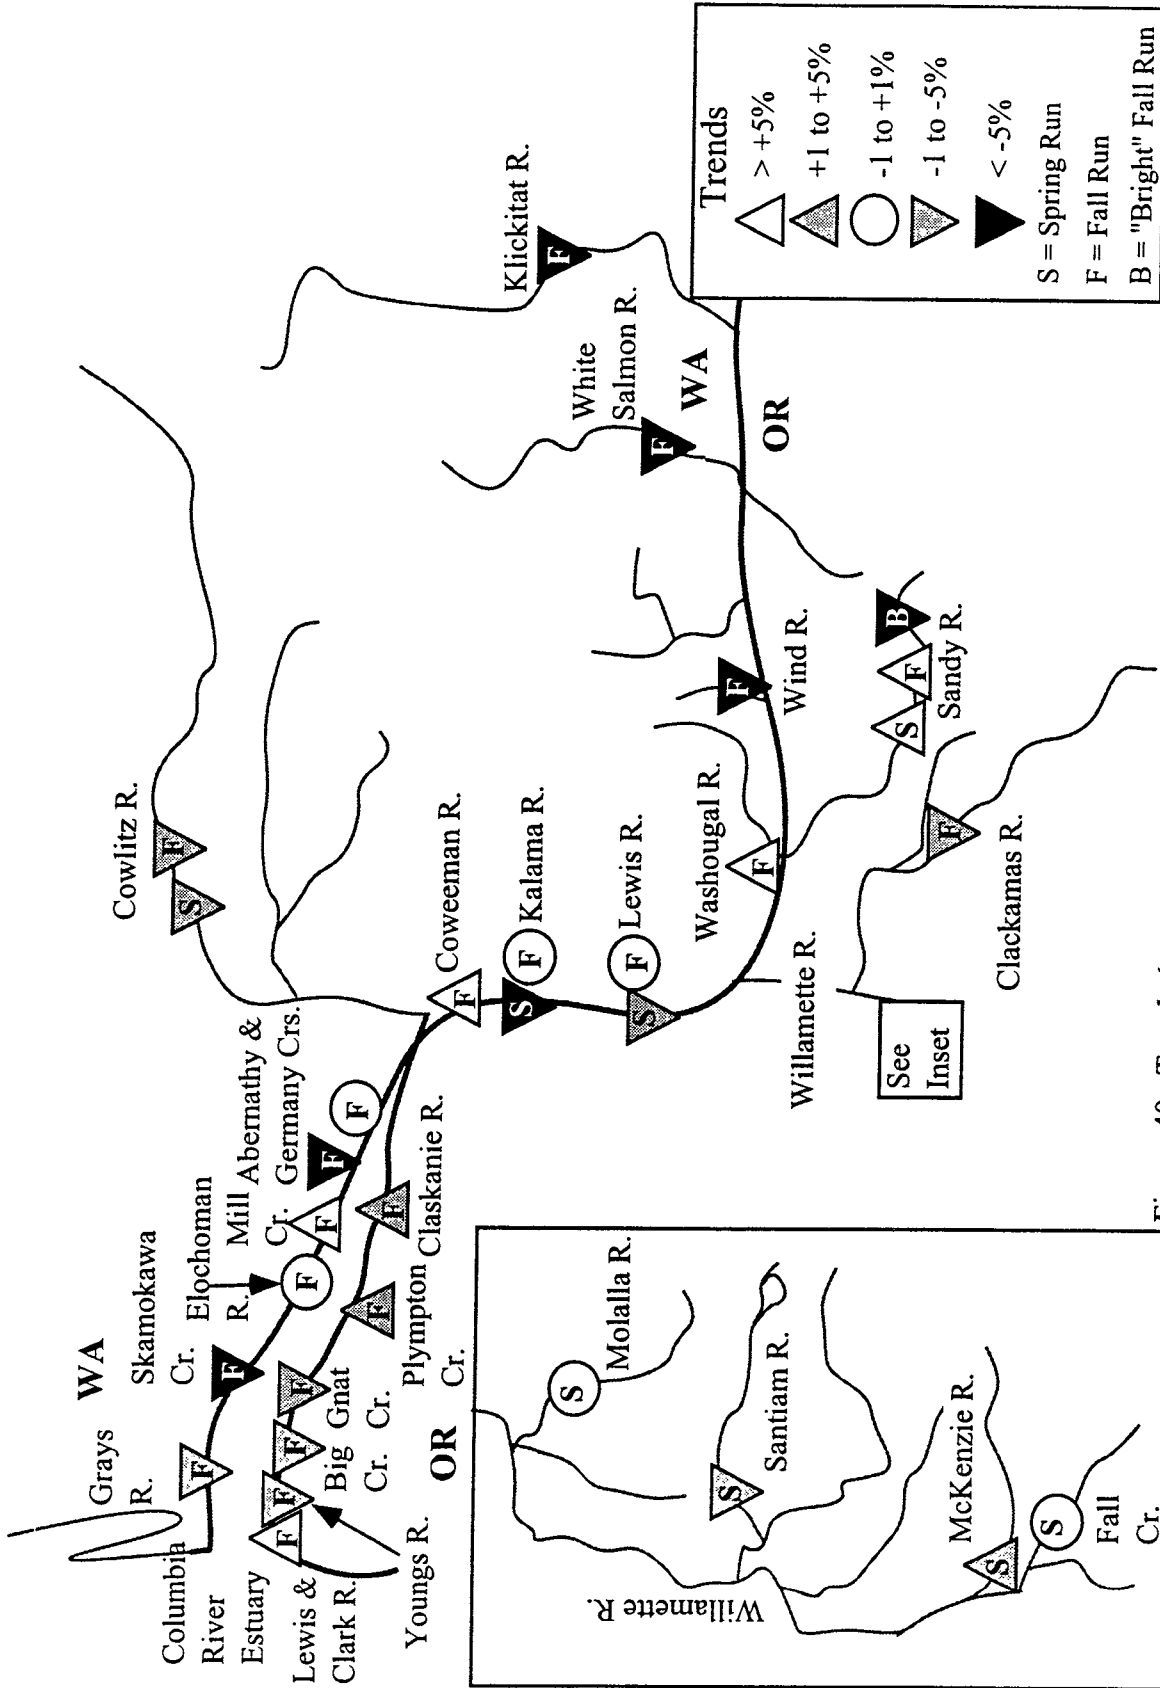 WA
Grays
R.
Skamokawa
Cr.
Elochoman
R.
Mill
Cr.
Abernathy &
Germany Crs.
Cowlitz R.
Columbia
River
Estuary
Lewis &
Clark R.
Youngs R.
Big
Cr.
Gnat
Cr.
Plympton
Cr.
Claskanie R.
OR
Coweeman R.
Kalama R.
Lewis R.
Washougal R.
Wind R.
White
Salmon R.
Klickitat R.
WA
OR
Sandy R.
Clackamas R.
Willamette R.
See
Inset
F
F
F
F
F
F
F
F
F
F
F
F
F
S
F
F
S
F
S
F
F
F
F
F
S
F
B
F
Trends
> +5%
+1 to +5%
-1 to +1%
-1 to -5%
< -5%
S = Spring Run
F = Fall Run
B = "Bright" Fall Run
Willamette R.
Molalla R.
Santiam R.
McKenzie R.
Fall
Cr.
S
S
S
S